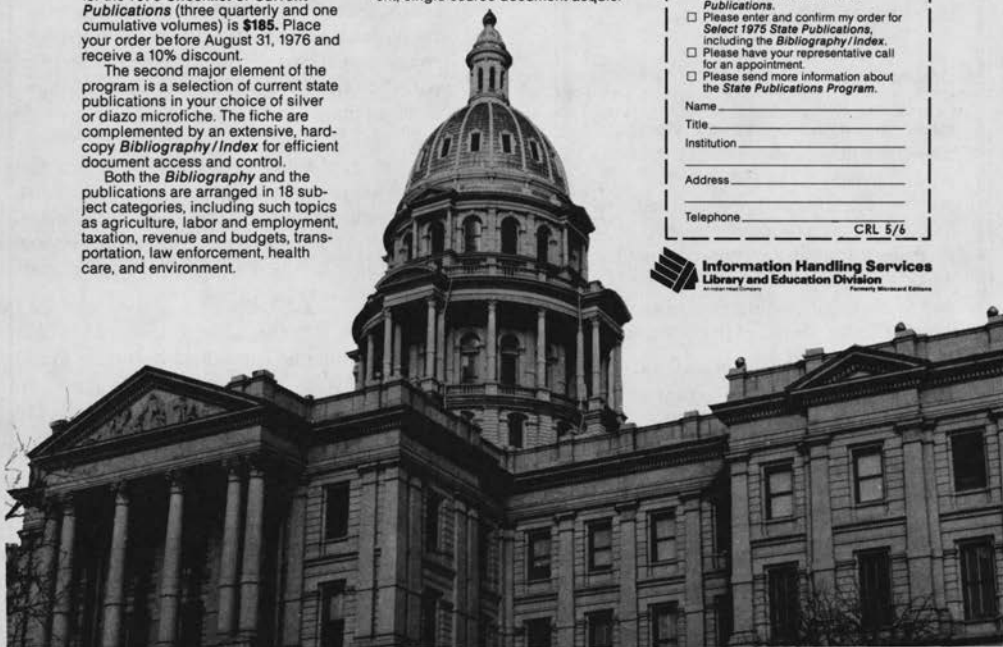 Publications (three quarterly and one
cumulative volumes) is $185. Place
your order before August 31, 1976 and
receive a 10% discount.
The second major element of the
program is a selection of current state
publications in your choice of silver
or diazo microfiche. The fiche are
complemented by an extensive, hard-
copy Bibliography/Index for efficient
document access and control.
Both the Bibliography and the
publications are arranged in 18 sub-
ject categories, including such topics
as agriculture, labor and employment,
taxation, revenue and budgets, trans-
portation, law enforcement, health
care, and environment.
Publications.
Please enter and confirm my order for
Select 1975 State Publications,
including the Bibliography/Index.
Please have your representative call
for an appointment.
Please send more information about
the State Publications Program.
Name
Title
Institution
Address
Telephone
CRL 5/6
Information Handling Services
Library and Education Division
An Indian Head Company
Formerly Microcard Editions